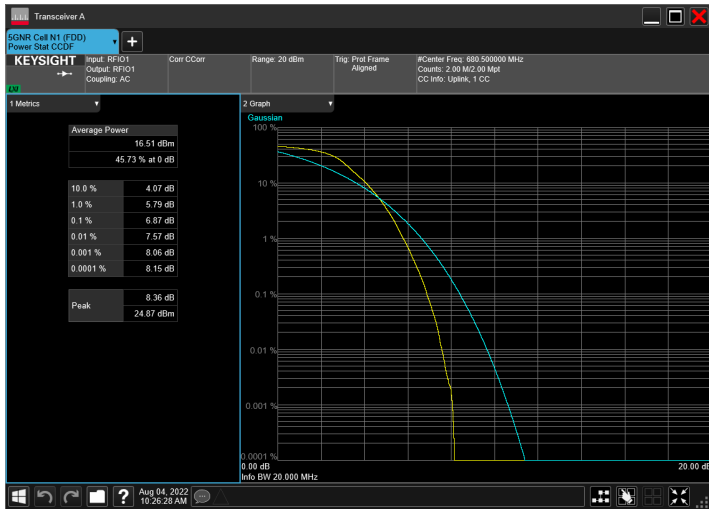 Transceiver A
5GNR Cell N1 (FDD)
Power Stat CCDF
KEYSIGHT
LXI
Input: RFIO1
Output: RFIO1
Coupling: AC
Corr CCorr
Range: 20 dBm
Trig: Prot Frame
Aligned
#Center Freq: 680.500000 MHz
Counts: 2.00 M/2.00 Mpt
CC Info: Uplink, 1 CC
1 Metrics
Average Power
16.51 dBm
45.73 % at 0 dB
10.0 % 4.07 dB
1.0 % 5.79 dB
0.1 % 6.87 dB
0.01 % 7.57 dB
0.001 % 8.06 dB
0.0001 % 8.15 dB
Peak
8.36 dB
24.87 dBm
2 Graph
Gaussian
100 %
10 %
1 %
0.1 %
0.01 %
0.001 %
0.0001 %
0.00 dB
20.00 dB
Info BW 20.000 MHz
?
Aug 04, 2022
10:26:28 AM